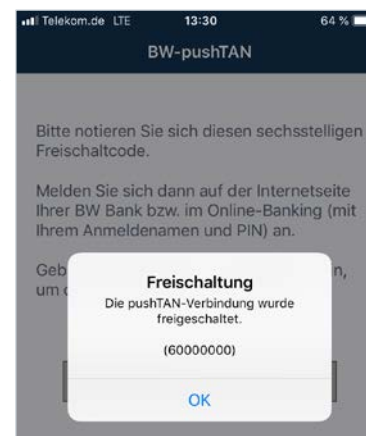 Telekom.de LTE 13:30 64 %
BW-pushTAN
Bitte notieren Sie sich diesen sechsstelligen
Freischaltcode.
Melden Sie sich dann auf der Internetseite
Ihrer BW Bank bzw. im Online-Banking (mit
Ihrem Anmeldenamen und PIN) an.
Freischaltung
Die pushTAN-Verbindung wurde
freigeschaltet.
(60000000)
OK